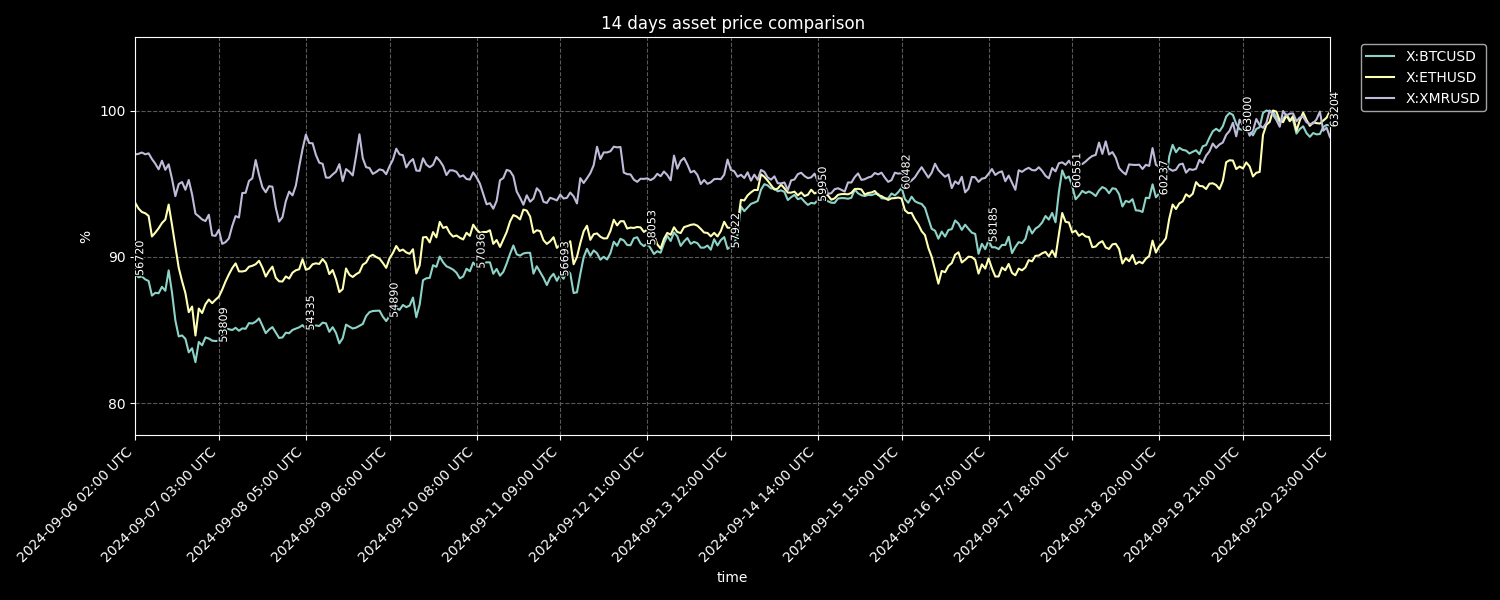 14 days asset price comparison
X:BTCUSD
X:ETHUSD
X:XMRUSD
%
100
90
80
56720
53809
54335
54890
57036
56693
58053
57922
59950
60482
58185
60551
60237
63000
63204
2024-09-06 02:00 UTC
2024-09-07 03:00 UTC
2024-09-08 05:00 UTC
2024-09-09 06:00 UTC
2024-09-10 08:00 UTC
2024-09-11 09:00 UTC
2024-09-12 11:00 UTC
2024-09-13 12:00 UTC
2024-09-14 14:00 UTC
2024-09-15 15:00 UTC
2024-09-16 17:00 UTC
2024-09-17 18:00 UTC
2024-09-18 20:00 UTC
2024-09-19 21:00 UTC
2024-09-20 23:00 UTC
time